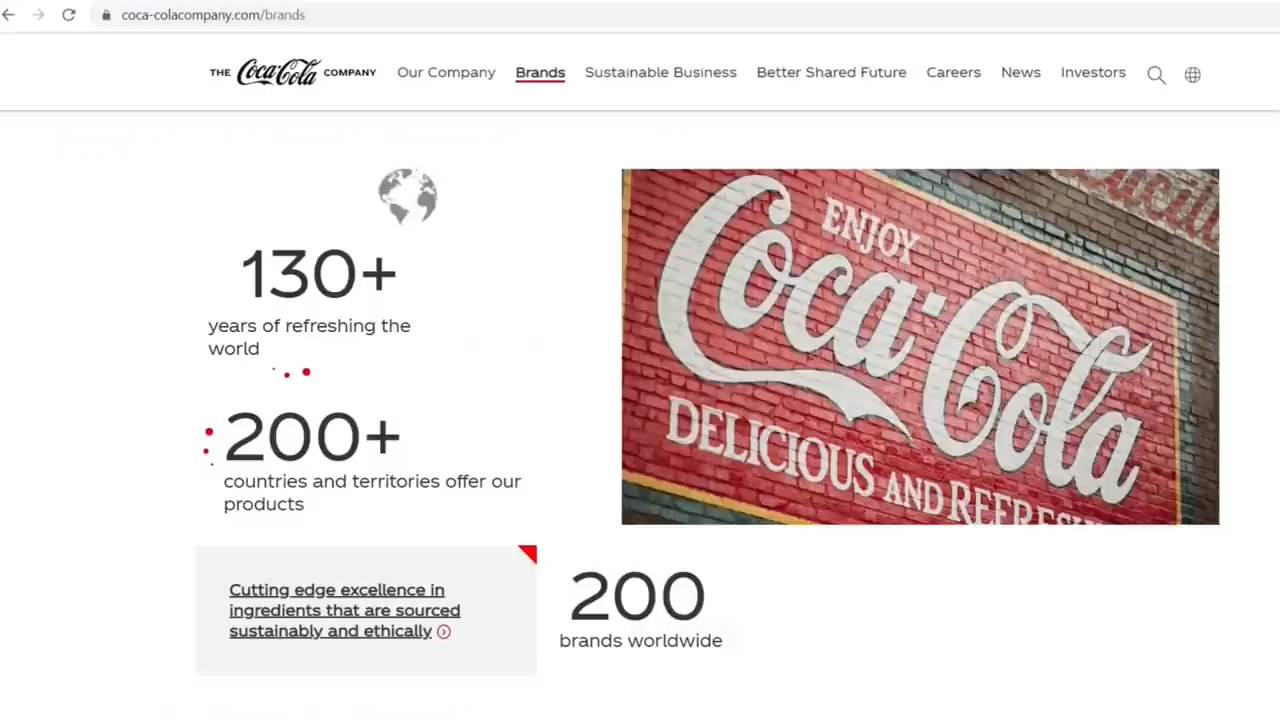 coca-colacompany.com/brands
THE Coca-Cola COMPANY Our Company Brands Sustainable Business Better Shared Future Careers News Investors
130+
years of refreshing the
world
200+
countries and territories offer our
products
ENJOY
Coca-Cola
DELICIOUS AND
Cutting edge excellence in
ingredients that are sourced
sustainably and ethically
200
brands worldwide